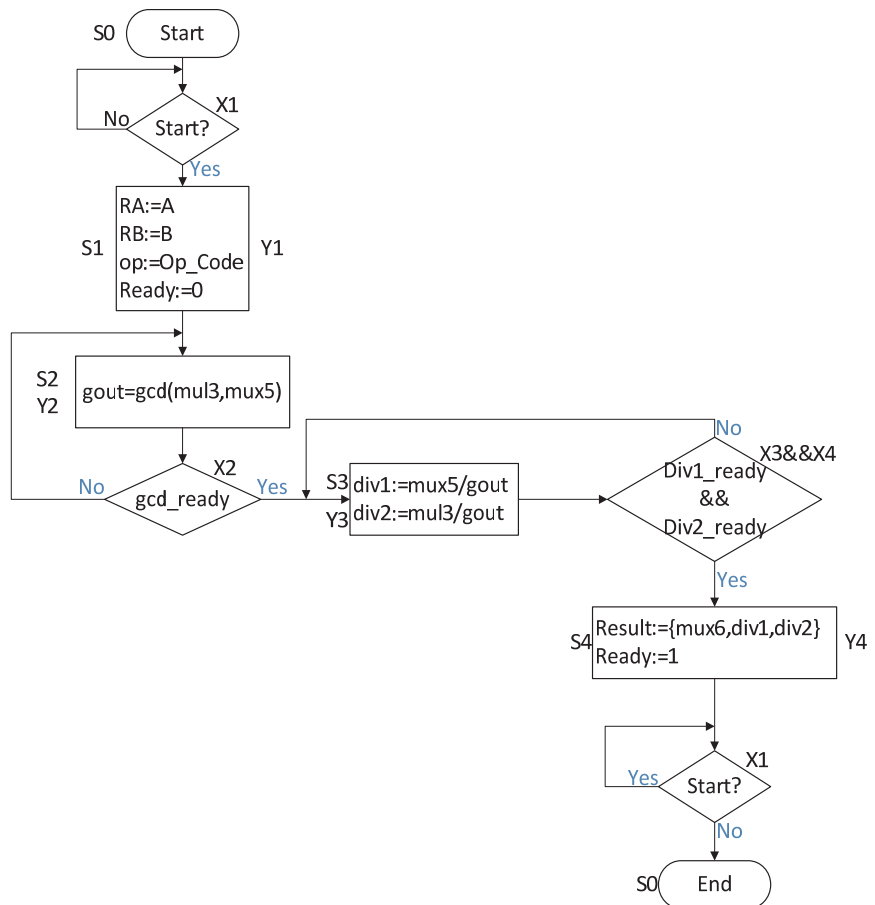 S0
Start
X1
No
Start?
Yes
RA:=A
RB:=B
op:=Op_Code
Ready:=0
S1
Y1
S2
Y2
gout=gcd(mul3,mux5)
X2
No
gcd_ready
Yes
S3
Y3
div1:=mux5/gout
div2:=mul3/gout
No
X3&&X4
Div1_ready
&&
Div2_ready
Yes
S4
Result:={mux6,div1,div2}
Ready:=1
Y4
X1
Yes
Start?
No
S0
End